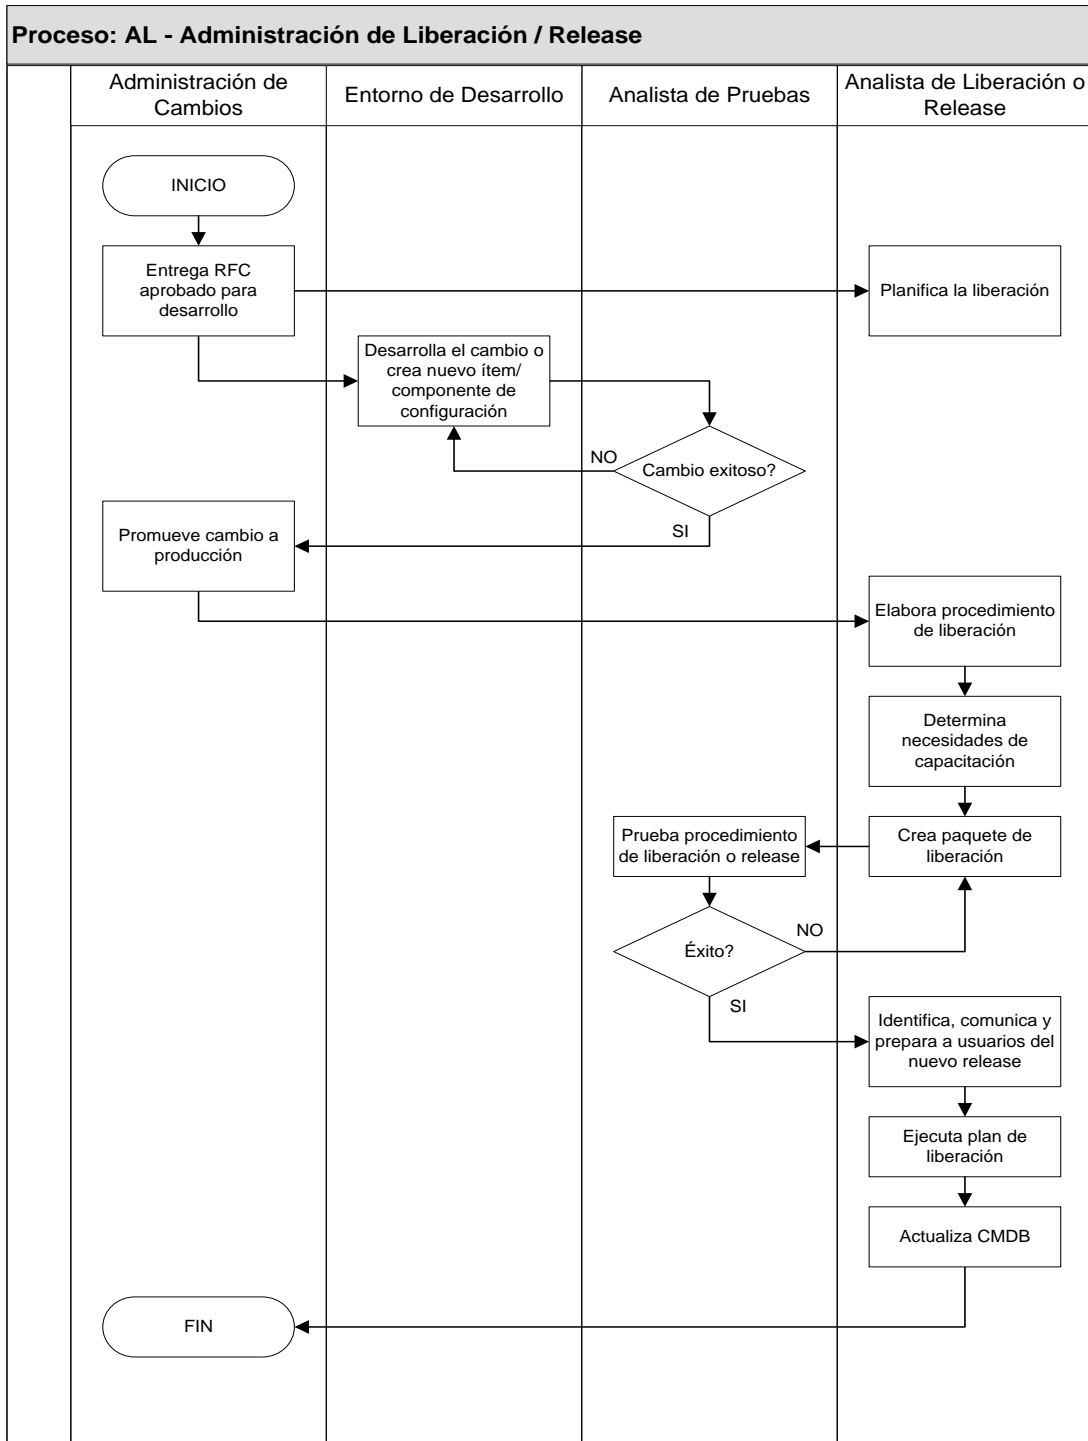 Proceso: AL - Administración de Liberación / Release
Administración de
Cambios
Entorno de Desarrollo
Analista de Pruebas
Analista de Liberación o
Release
INICIO
Entrega RFC
aprobado para
desarrollo
Planifica la liberación
Desarrolla el cambio o
crea nuevo ítem/
componente de
configuración
NO
Cambio exitoso?
SI
Promueve cambio a
producción
Elabora procedimiento
de liberación
Determina
necesidades de
capacitación
Prueba procedimiento
de liberación o release
Crea paquete de
liberación
NO
Éxito?
SI
Identifica, comunica y
prepara a usuarios del
nuevo release
Ejecuta plan de
liberación
Actualiza CMDB
FIN